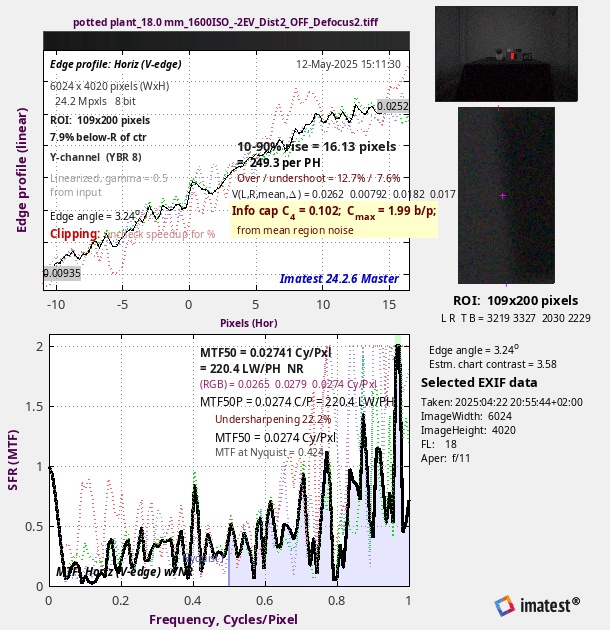 potted plant_18.0 mm_1600ISO_-2EV_Dist2_OFF_Defocus2.tiff
Edge profile: Horiz (V-edge)
12-May-2025 15:11:30
6024 x 4020 pixels (WxH)
24.2 Mpxls 8 bit
ROI: 109x200 pixels
7.9% below-R of ctr
Y-channel (YBR 8)
Linearized, gamma = 0.5
from input
Edge angle = 3.24o
Clipping: uncheck speedup for %
0.0252
10-90% rise = 16.13 pixels
= 249.3 per PH
Over / undershoot = 12.7% / 7.6%
V(L,R;mean,Δ) = 0.0262 0.00792 0.0182 0.017
Info cap C4 = 0.102; Cmax = 1.99 b/p;
from mean region noise
0.00935
Imatest 24.2.6 Master
Edge profile (linear)
-10 -5 0 5 10 15
Pixels (Hor)
ROI: 109x200 pixels
L R T B = 3219 3327 2030 2229
Edge angle = 3.24o
Estm. chart contrast = 3.58
Selected EXIF data
Taken: 2025:04:22 20:55:44+02:00
ImageWidth: 6024
ImageHeight: 4020
FL: 18
Aper: f/11
MTF50 = 0.02741 Cy/Pxl
= 220.4 LW/PH NR
(RGB) = 0.0265 0.0279 0.0274 Cy/Pxl
MTF50P = 0.0274 C/P = 220.4 LW/PH
Undersharpening 22.2%
MTF50 = 0.0274 Cy/Pxl
MTF at Nyquist = 0.424
MTF: Horiz (V-edge) w/NR
SFR (MTF)
2
1.5
1
0.5
0
0 0.2 0.4 0.6 0.8 1
Frequency, Cycles/Pixel
imatest®